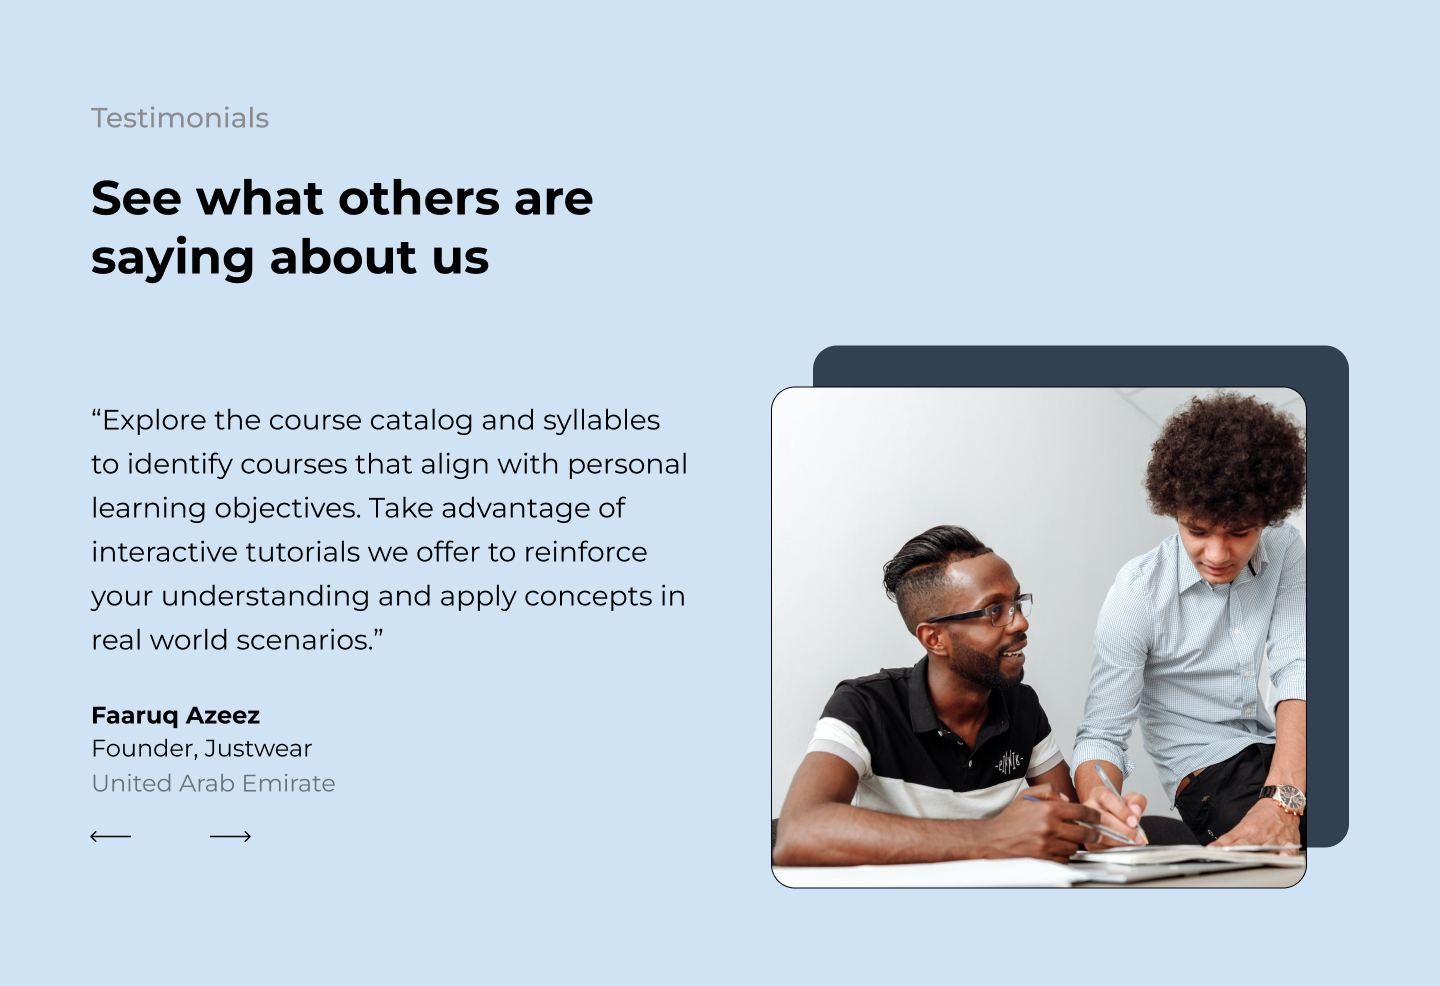 Testimonials
See what others are
saying about us
“Explore the course catalog and syllables
to identify courses that align with personal
learning objectives. Take advantage of
interactive tutorials we offer to reinforce
your understanding and apply concepts in
real world scenarios.”
Faaruq Azeez
Founder, Justwear
United Arab Emirate